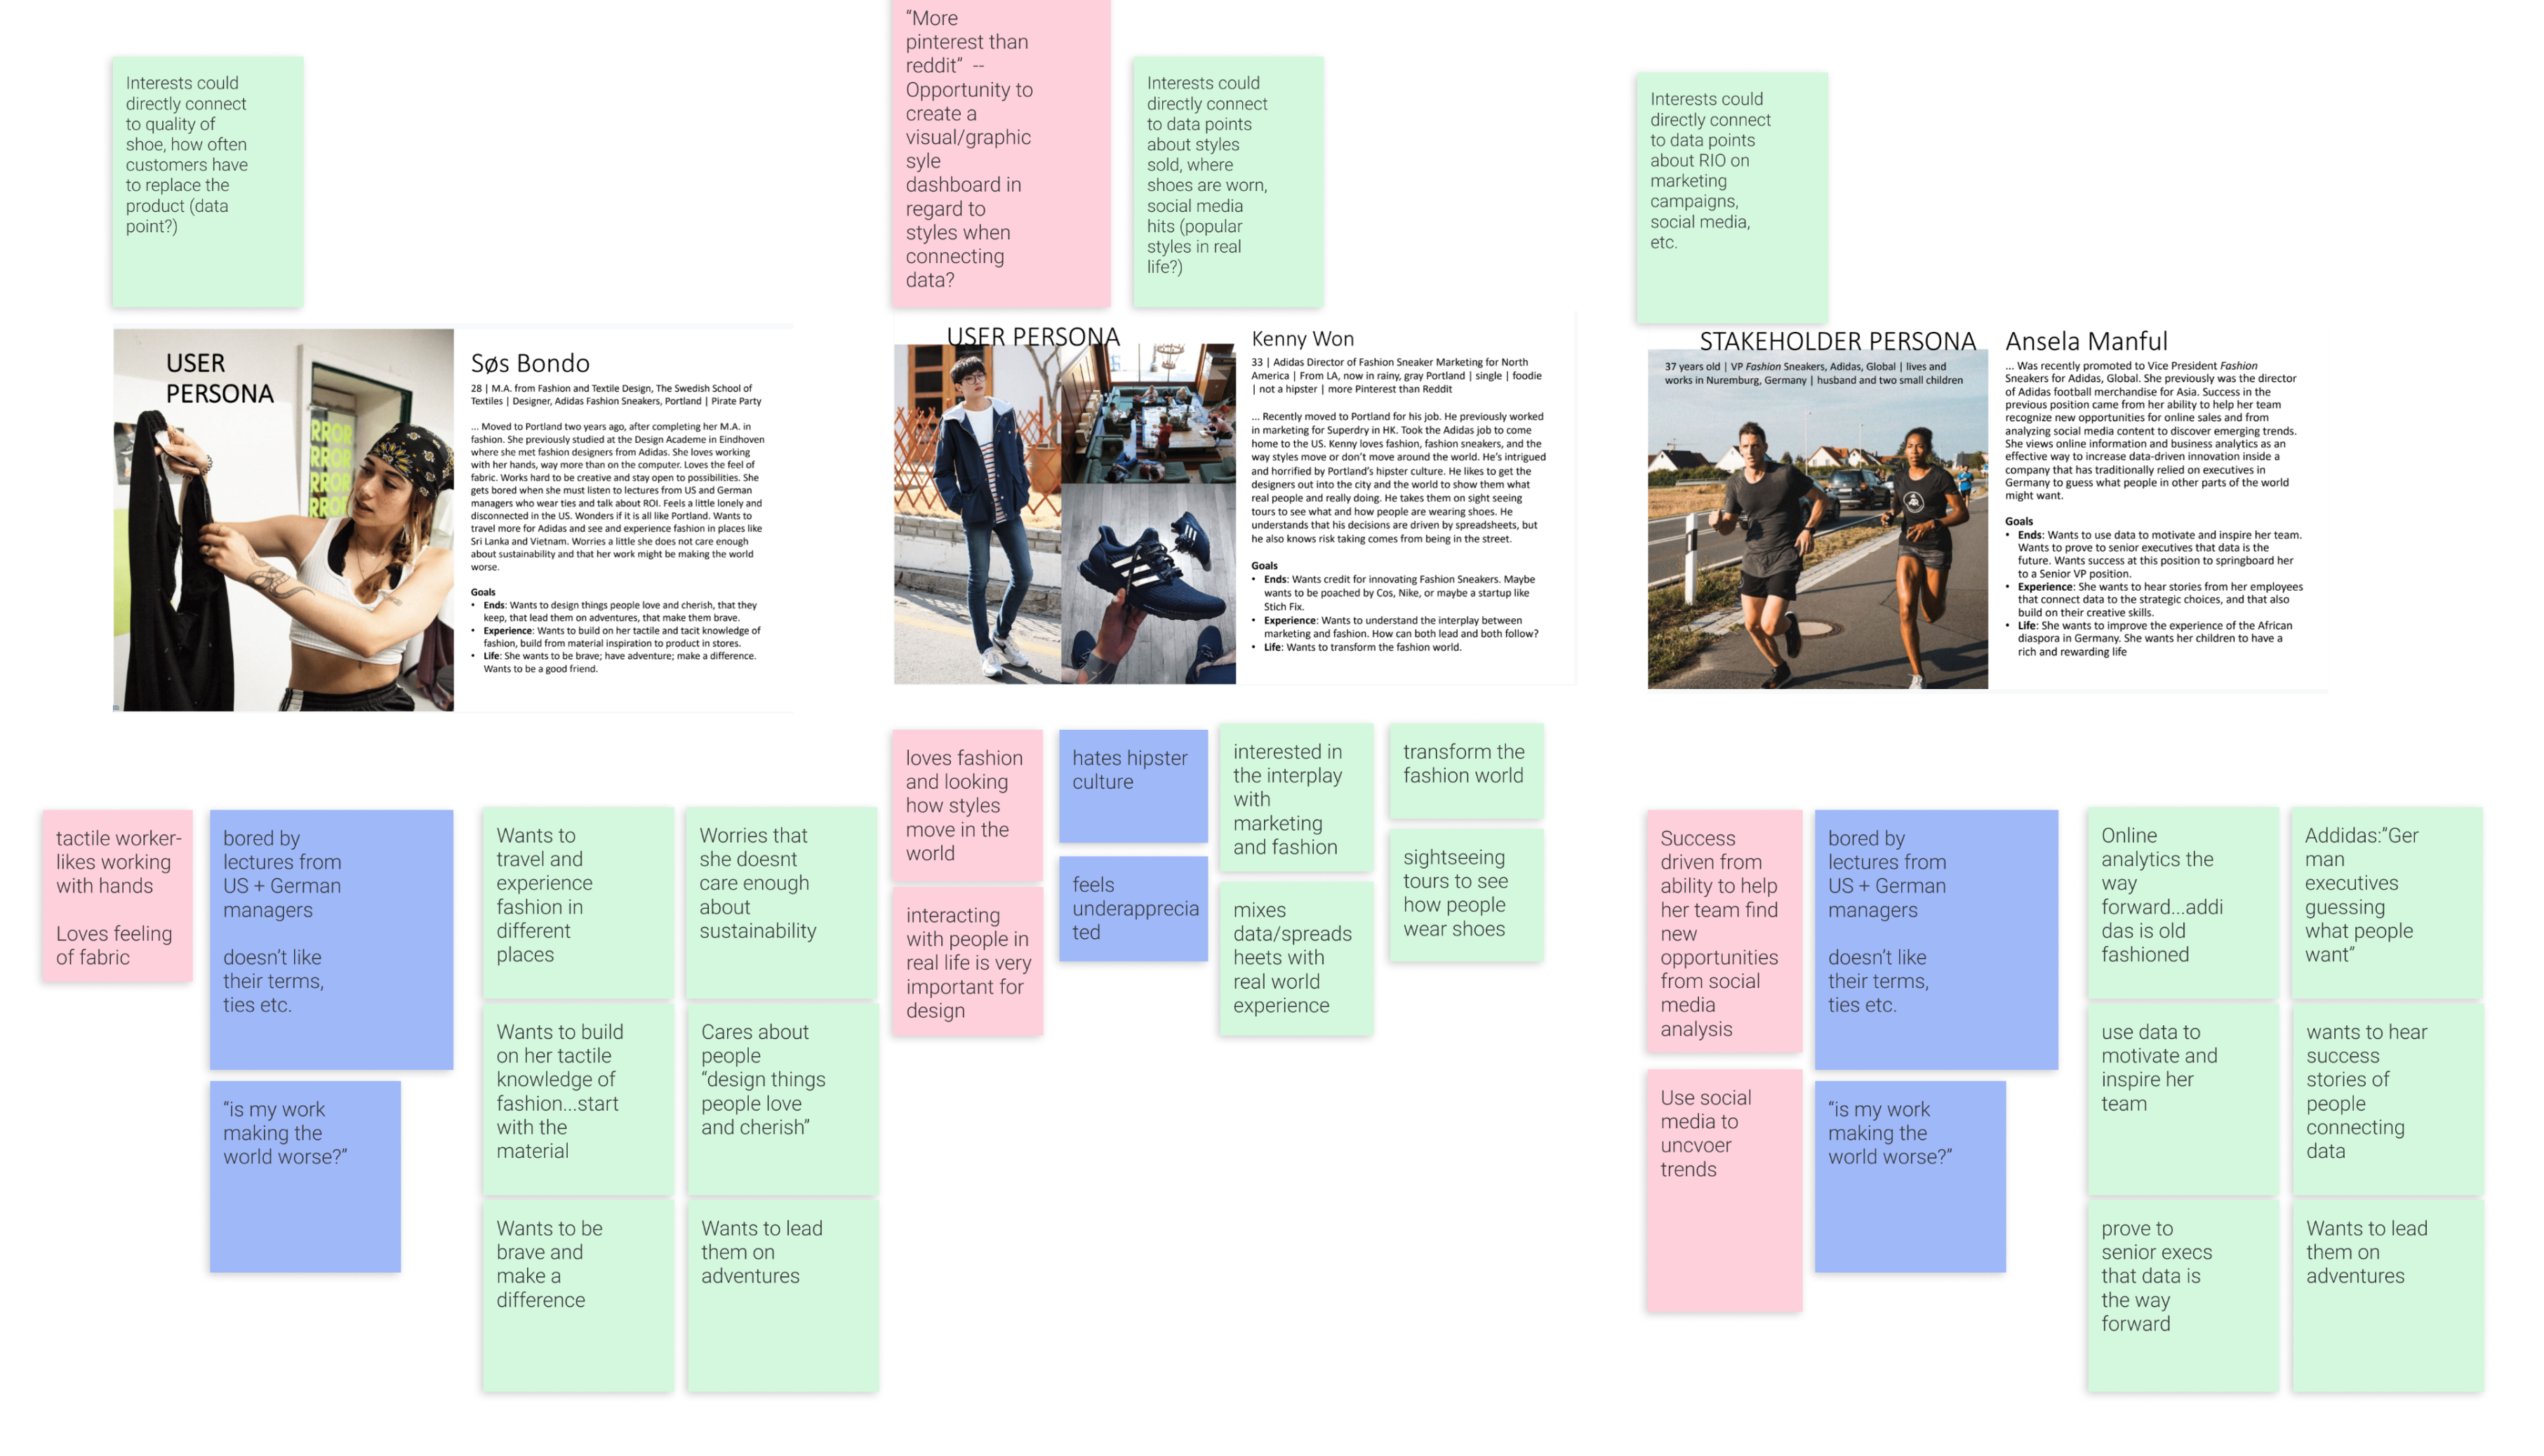 Interests could
directly connect
to quality of
shoe, how often
customers have
to replace the
product (data
point?)
“More
pinterest than
reddit” --
Opportunity to
create a
visual/graphic
syle
dashboard in
regard to
styles when
connecting
data?
Interests could
directly connect
to data points
about styles
sold, where
shoes are worn,
social media
hits (popular
styles in real
life?)
Interests could
directly connect
to data points
about RIO on
marketing
campaigns,
social media,
etc.
USER
PERSONA
Søs Bondo
28 | M.A. from Fashion and Textile Design, The Swedish School of
Textiles | Designer, Adidas Fashion Sneakers, Portland | Pirate Party
... Moved to Portland two years ago, after completing her M.A. in
fashion. She previously studied at the Design Academe in Eindhoven
where she met fashion designers from Adidas. She loves working
with her hands, way more than on the computer. Loves the feel of
fabric. Works hard to be creative and stay open to possibilities. She
gets bored when she must listen to lectures from US and German
managers who wear ties and talk about ROI. Feels a little lonely and
disconnected in the US. Wonders if it is all like Portland. Wants to
travel more for Adidas and see and experience fashion in places like
Sri Lanka and Vietnam. Worries a little she does not care enough
about sustainability and that her work might be making the world
worse.
Goals
• Ends: Wants to design things people love and cherish, that they
keep, that lead them on adventures, that make them brave.
• Experience: Wants to build on her tactile and tacit knowledge of
fashion, build from material inspiration to product in stores.
• Life: She wants to be brave; have adventure; make a difference.
Wants to be a good friend.
RROR
RROR
RROR
RROR
RROR
USER PERSONA
Kenny Won
33 | Adidas Director of Fashion Sneaker Marketing for North
America | From LA, now in rainy, gray Portland | single | foodie
| not a hipster | more Pinterest than Reddit
... Recently moved to Portland for his job. He previously worked
in marketing for Superdry in HK. Took the Adidas job to come
home to the US. Kenny loves fashion, fashion sneakers, and the
way styles move or don’t move around the world. He’s intrigued
and horrified by Portland’s hipster culture. He likes to get the
designers out into the city and the world to show them what
real people and really doing. He takes them on sight seeing
tours to see what and how people are wearing shoes. He
understands that his decisions are driven by spreadsheets, but
he also knows risk taking comes from being in the street.
Goals
• Ends: Wants credit for innovating Fashion Sneakers. Maybe
wants to be poached by Cos, Nike, or maybe a startup like
Stich Fix.
• Experience: Wants to understand the interplay between
marketing and fashion. How can both lead and both follow?
• Life: Wants to transform the fashion world.
STAKEHOLDER PERSONA
37 years old | VP Fashion Sneakers, Adidas, Global | lives and
works in Nuremburg, Germany | husband and two small children
Ansela Manful
... Was recently promoted to Vice President Fashion
Sneakers for Adidas, Global. She previously was the director
of Adidas football merchandise for Asia. Success in the
previous position came from her ability to help her team
recognize new opportunities for online sales and from
analyzing social media content to discover emerging trends.
She views online information and business analytics as an
effective way to increase data-driven innovation inside a
company that has traditionally relied on executives in
Germany to guess what people in other parts of the world
might want.
Goals
• Ends: Wants to use data to motivate and inspire her team.
Wants to prove to senior executives that data is the
future. Wants success at this position to springboard her
to a Senior VP position.
• Experience: She wants to hear stories from her employees
that connect data to the strategic choices, and that also
build on their creative skills.
• Life: She wants to improve the experience of the African
diaspora in Germany. She wants her children to have a
rich and rewarding life
tactile worker-
likes working
with hands
Loves feeling
of fabric
bored by
lectures from
US + German
managers
doesn’t like
their terms,
ties etc.
“is my work
making the
world worse?”
Wants to
travel and
experience
fashion in
different
places
Worries that
she doesnt
care enough
about
sustainability
Wants to build
on her tactile
knowledge of
fashion...start
with the
material
Cares about
people
“design things
people love
and cherish”
Wants to be
brave and
make a
difference
Wants to lead
them on
adventures
loves fashion
and looking
how styles
move in the
world
interacting
with people in
real life is very
important for
design
hates hipster
culture
feels
underapprecia
ted
interested in
the interplay
with
marketing
and fashion
mixes
data/spreads
heets with
real world
experience
transform the
fashion world
sightseeing
tours to see
how people
wear shoes
Success
driven from
ability to help
her team find
new
opportunities
from social
media
analysis
Use social
media to
uncvoer
trends
bored by
lectures from
US + German
managers
doesn’t like
their terms,
ties etc.
“is my work
making the
world worse?”
Online
analytics the
way
forward...addi
das is old
fashioned
Addidas:”Ger
man
executives
guessing
what people
want”
use data to
motivate and
inspire her
team
wants to hear
success
stories of
people
connecting
data
prove to
senior execs
that data is
the way
forward
Wants to lead
them on
adventures